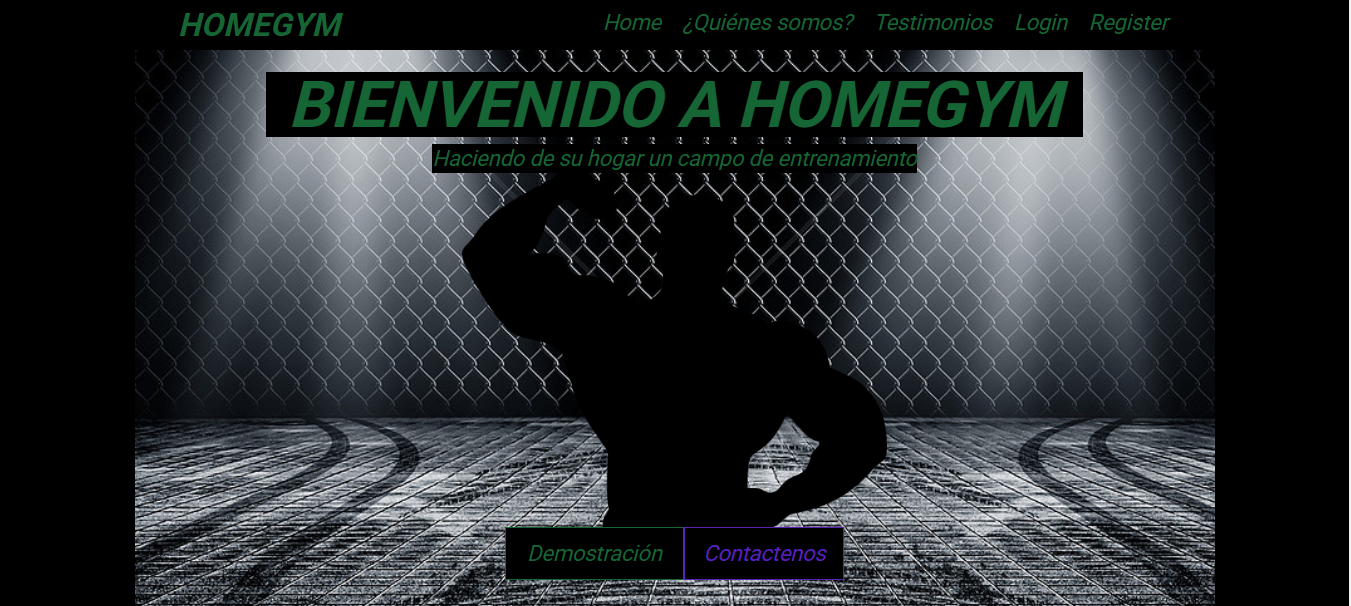 HOMEGYM Home ¿Quiénes somos? Testimonios Login Register
BIENVENIDO A HOMEGYM
Haciendo de su hogar un campo de entrenamiento
Demostración Contactenos